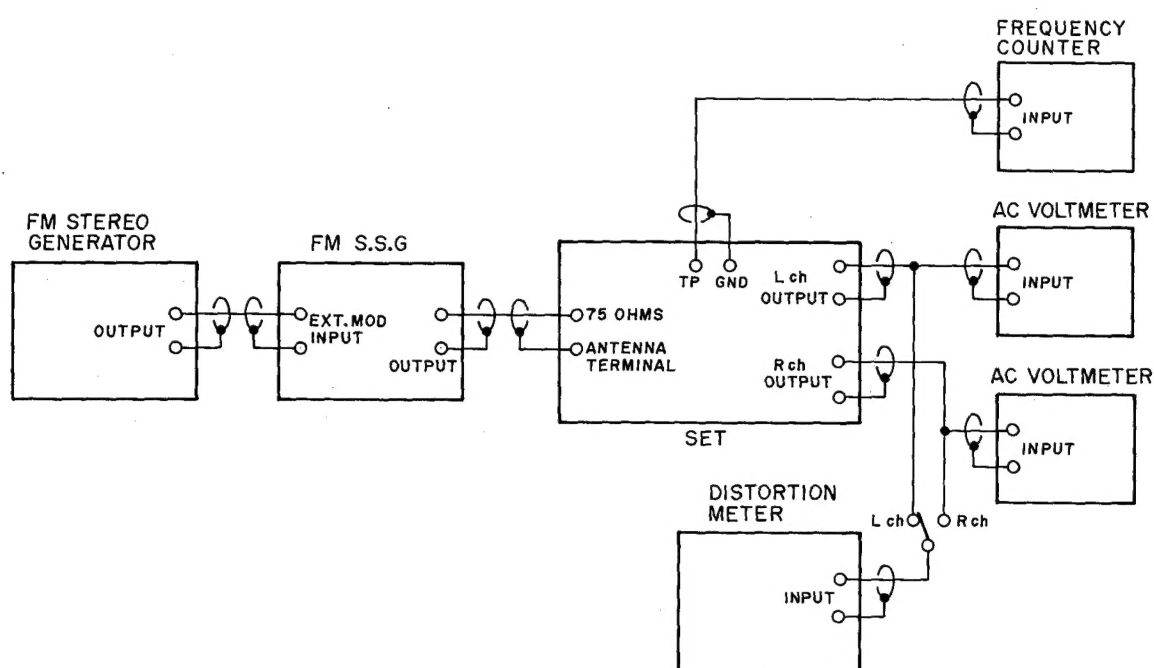 FREQUENCY
COUNTER
INPUT
FM STEREO
GENERATOR
OUTPUT
FM S.S.G
EXT.MOD
INPUT
OUTPUT
TP GND
75 OHMS
ANTENNA
TERMINAL
L ch
OUTPUT
R ch
OUTPUT
SET
AC VOLTMETER
INPUT
AC VOLTMETER
INPUT
DISTORTION
METER
L ch R ch
INPUT